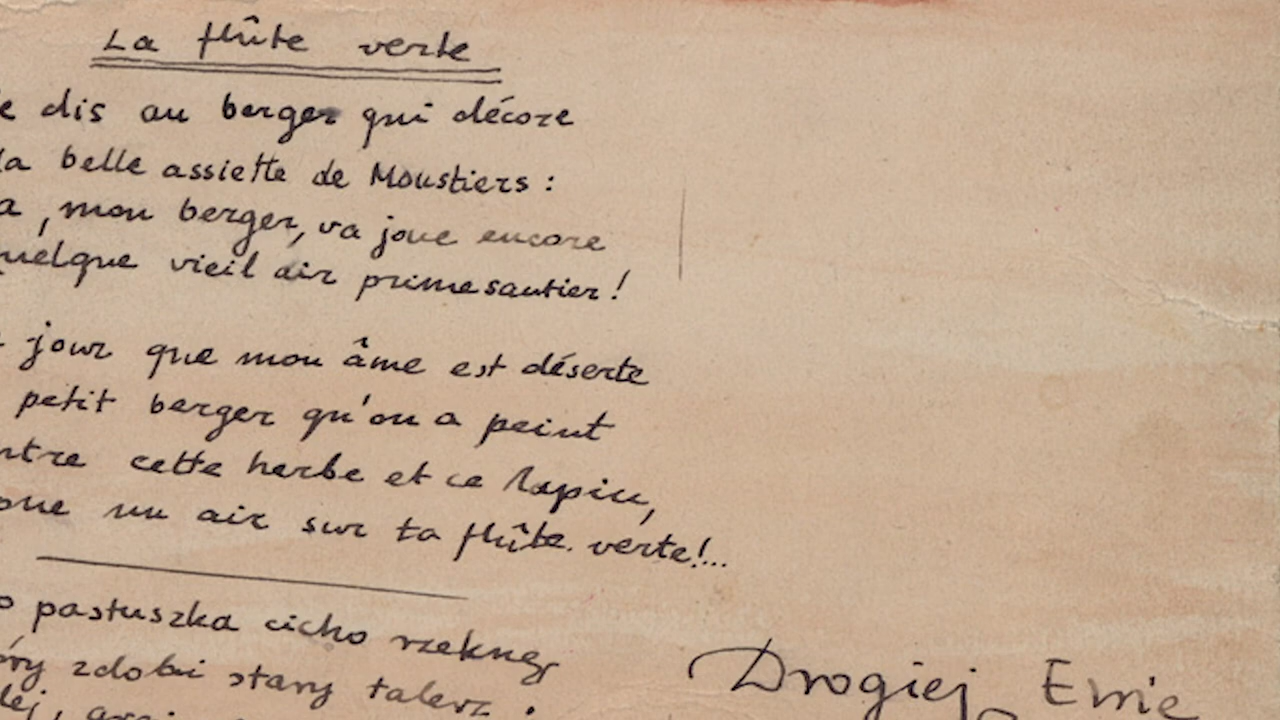 La flûte verte
e dis au berger qui décore
la belle assiette de Moustiers :
a, mon berger, va joue encore
quelque vieil air primesautier !
jour que mon âme est déserte
petit berger qu'on a peint
ntre cette herbe et ce lapin,
oue un air sur ta flûte verte!...
o pastuszka cicho rzeknę
óry zdobi stary talerz.
Drogiej Ewie